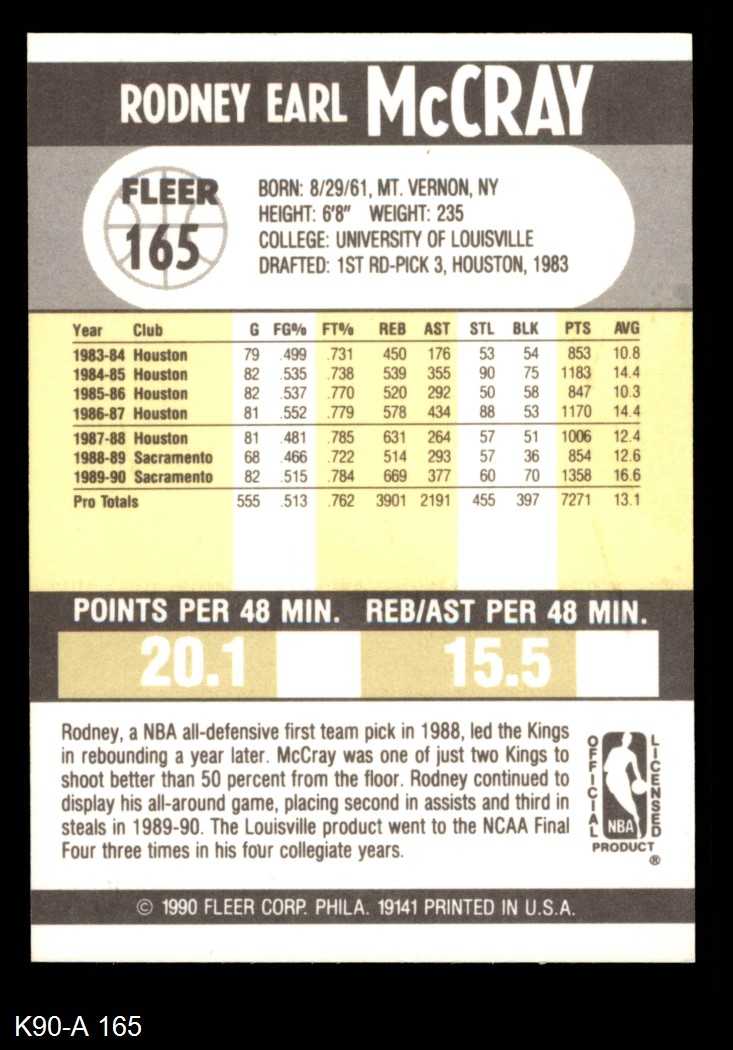 RODNEY EARL McCRAY
FLEER
165
BORN: 8/29/61, MT. VERNON, NY
HEIGHT: 6'8" WEIGHT: 235
COLLEGE: UNIVERSITY OF LOUISVILLE
DRAFTED: 1ST RD-PICK 3, HOUSTON, 1983
Year Club G FG% FT% REB AST STL BLK PTS AVG
1983-84 Houston 79 .499 .731 450 176 53 54 853 10.8
1984-85 Houston 82 .535 .738 539 355 90 75 1183 14.4
1985-86 Houston 82 .537 .770 520 292 50 58 847 10.3
1986-87 Houston 81 .552 .779 578 434 88 53 1170 14.4
1987-88 Houston 81 .481 .785 631 264 57 51 1006 12.4
1988-89 Sacramento 68 .466 .722 514 293 57 36 854 12.6
1989-90 Sacramento 82 .515 .784 669 377 60 70 1358 16.6
Pro Totals 555 .513 .762 3901 2191 455 397 7271 13.1
POINTS PER 48 MIN. REB/AST PER 48 MIN.
20.1 15.5
Rodney, a NBA all-defensive first team pick in 1988, led the Kings
in rebounding a year later. McCray was one of just two Kings to
shoot better than 50 percent from the floor. Rodney continued to
display his all-around game, placing second in assists and third in
steals in 1989-90. The Louisville product went to the NCAA Final
Four three times in his four collegiate years.
OFFICIAL
LICENSED
NBA
PRODUCT
®
© 1990 FLEER CORP. PHILA. 19141 PRINTED IN U.S.A.
K90-A 165